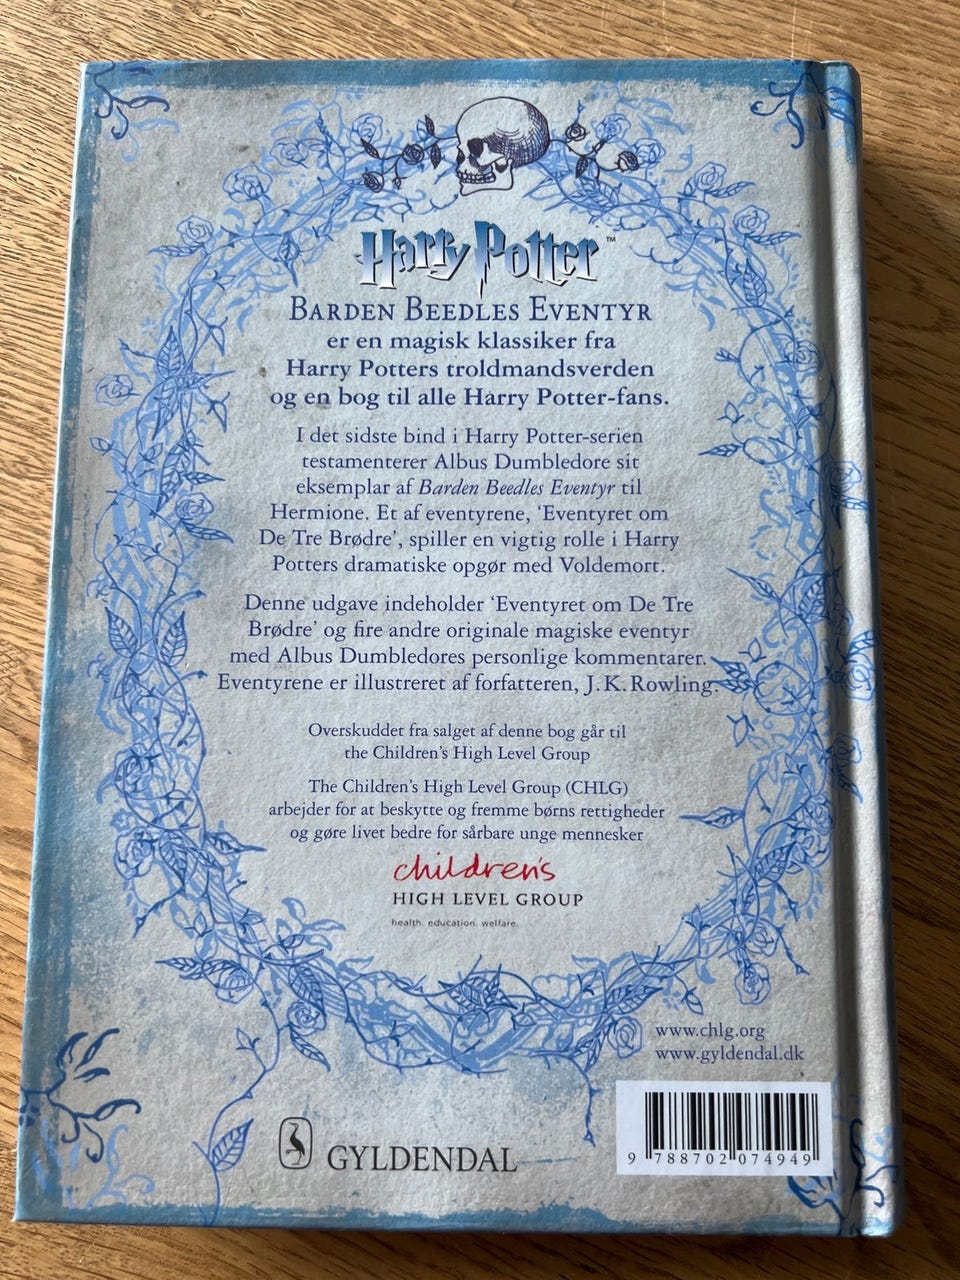 Harry Potter™
BARDEN BEEDLES EVENTYR
er en magisk klassiker fra
Harry Potters troldmandsverden
og en bog til alle Harry Potter-fans.
I det sidste bind i Harry Potter-serien
testamenterer Albus Dumbledore sit
eksemplar af Barden Beedles Eventyr til
Hermione. Et af eventyrene, ‘Eventyret om
De Tre Brødre’, spiller en vigtig rolle i Harry
Potters dramatiske opgør med Voldemort.
Denne udgave indeholder ‘Eventyret om De Tre
Brødre’ og fire andre originale magiske eventyr
med Albus Dumbledores personlige kommentarer.
Eventyrene er illustreret af forfatteren, J.K.Rowling.
Overskuddet fra salget af denne bog går til
the Children’s High Level Group
The Children’s High Level Group (CHLG)
arbejder for at beskytte og fremme børns rettigheder
og gøre livet bedre for sårbare unge mennesker
children's
HIGH LEVEL GROUP
health. education. welfare.
www.chlg.org
www.gyldendal.dk
GYLDENDAL
9 788702 074949